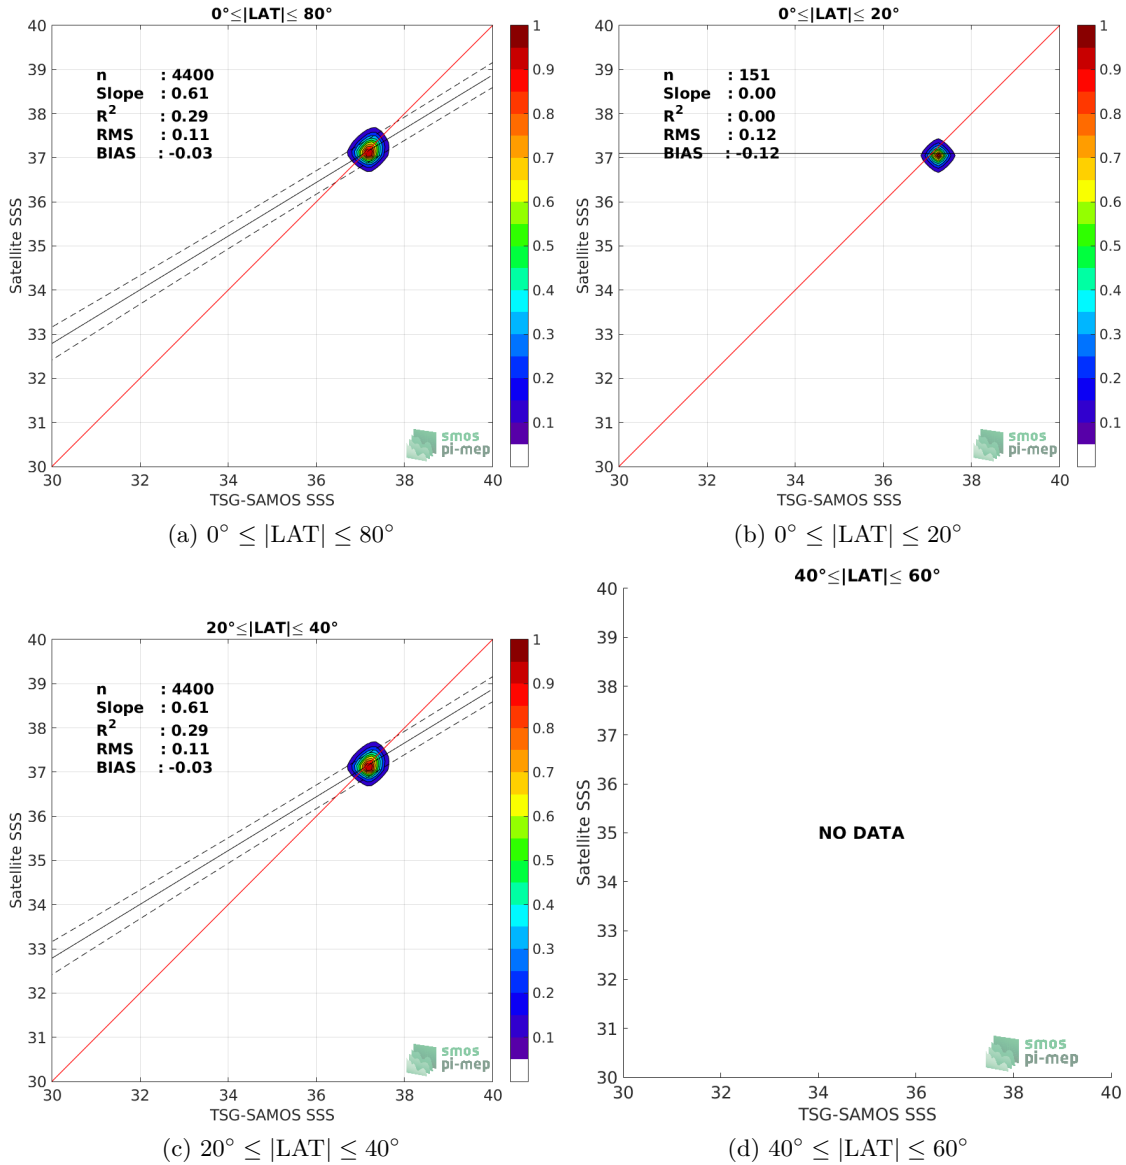 0°≤|LAT|≤ 80°
n : 4400
Slope : 0.61
R² : 0.29
RMS : 0.11
BIAS : -0.03
40
39
38
37
36
35
34
33
32
31
30
Satellite SSS
30 32 34 36 38 40
TSG-SAMOS SSS
1
0.9
0.8
0.7
0.6
0.5
0.4
0.3
0.2
0.1
smos
pi-mep
(a) 0° ≤ |LAT| ≤ 80°
0°≤|LAT|≤ 20°
n : 151
Slope : 0.00
R² : 0.00
RMS : 0.12
BIAS : -0.12
40
39
38
37
36
35
34
33
32
31
30
Satellite SSS
30 32 34 36 38 40
TSG-SAMOS SSS
1
0.9
0.8
0.7
0.6
0.5
0.4
0.3
0.2
0.1
smos
pi-mep
(b) 0° ≤ |LAT| ≤ 20°
20°≤|LAT|≤ 40°
n : 4400
Slope : 0.61
R² : 0.29
RMS : 0.11
BIAS : -0.03
40
39
38
37
36
35
34
33
32
31
30
Satellite SSS
30 32 34 36 38 40
TSG-SAMOS SSS
1
0.9
0.8
0.7
0.6
0.5
0.4
0.3
0.2
0.1
smos
pi-mep
(c) 20° ≤ |LAT| ≤ 40°
40°≤|LAT|≤ 60°
40
39
38
37
36
35
34
33
32
31
30
Satellite SSS
NO DATA
30 32 34 36 38 40
TSG-SAMOS SSS
smos
pi-mep
(d) 40° ≤ |LAT| ≤ 60°